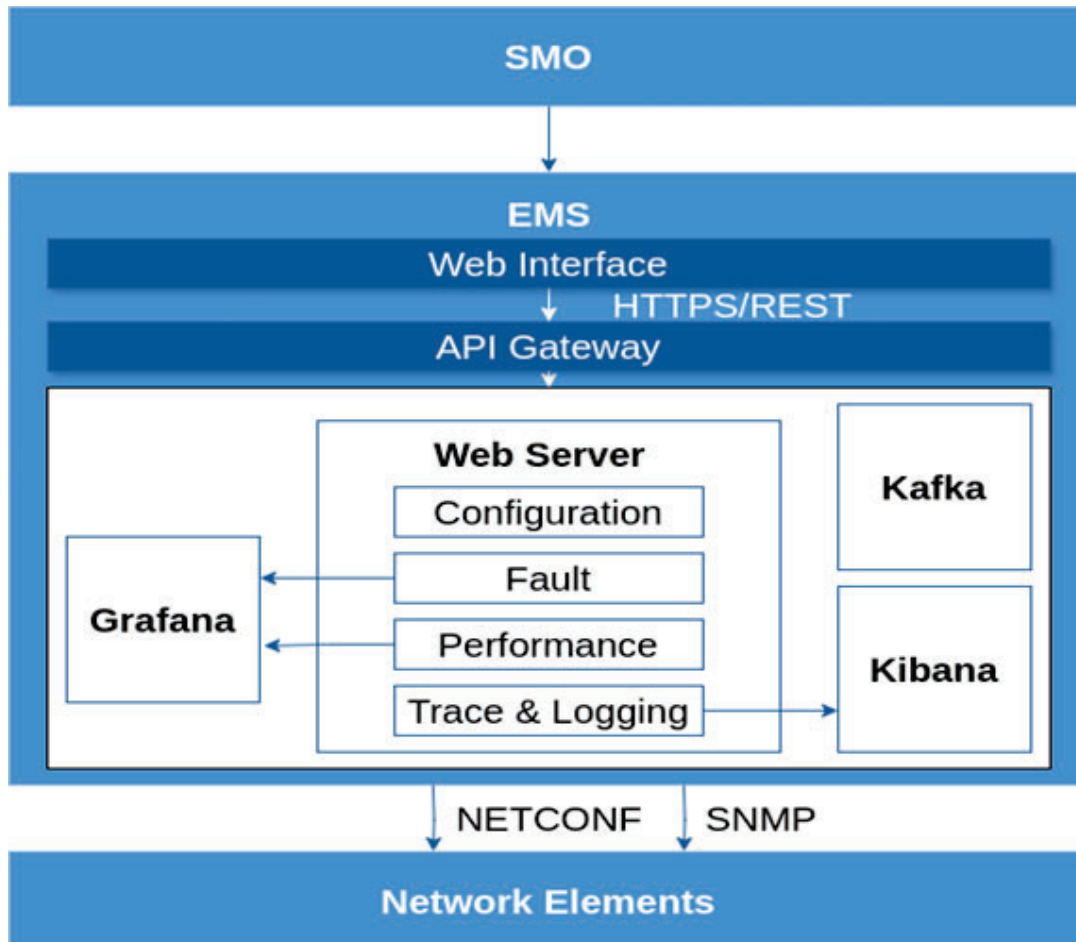 SMO
EMS
Web Interface
HTTPS/REST
API Gateway
Web Server
Configuration
Fault
Performance
Trace & Logging
Grafana
Kafka
Kibana
NETCONF
SNMP
Network Elements